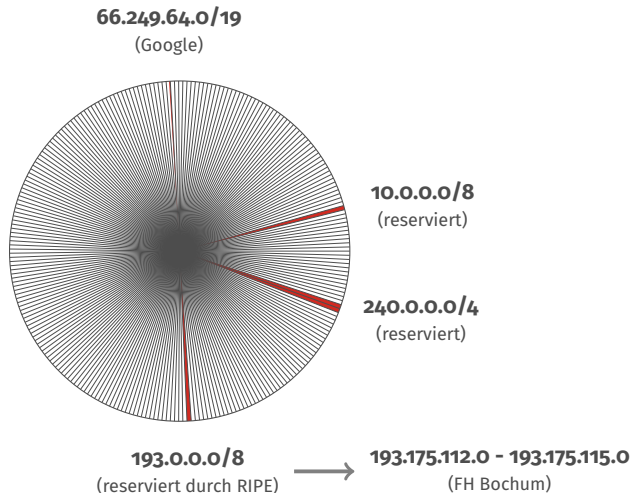 66.249.64.0/19
(Google)
10.0.0.0/8
(reserviert)
240.0.0.0/4
(reserviert)
193.0.0.0/8
(reserviert durch RIPE)
193.175.112.0 - 193.175.115.0
(FH Bochum)